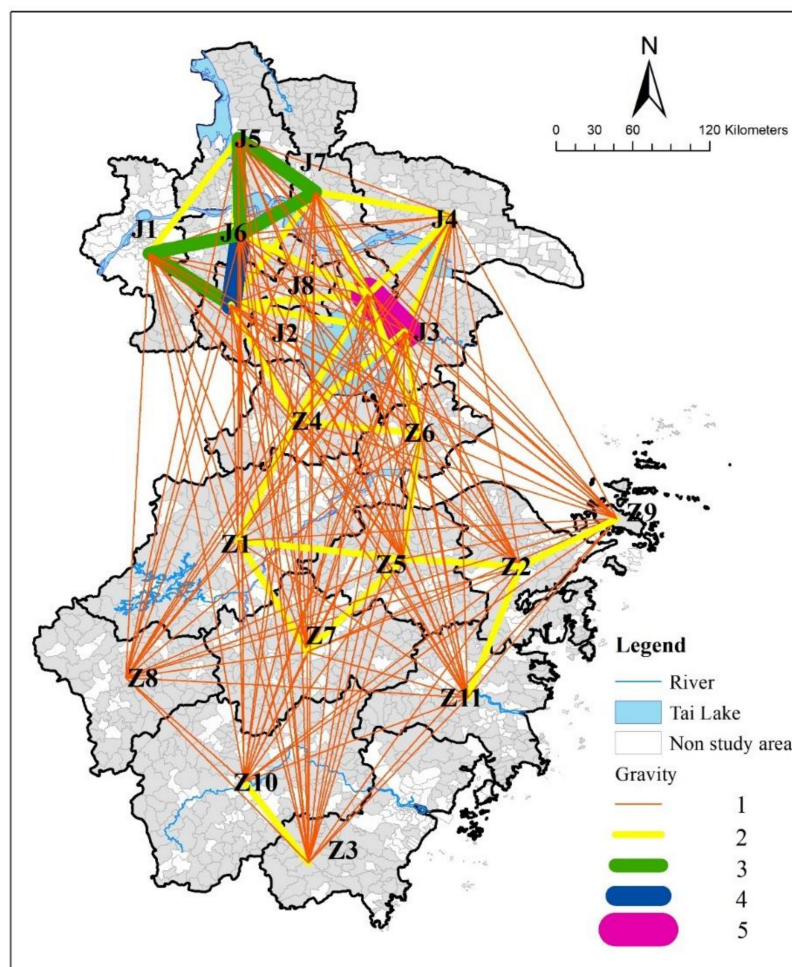 N
0 30 60 120 Kilometers
J5
J7
J1
J6
J4
J8
J2
J3
Z4
Z6
Z9
Z1
Z5
Z2
Z7
Z8
Z11
Z10
Z3
Legend
River
Tai Lake
Non study area
Gravity
1
2
3
4
5